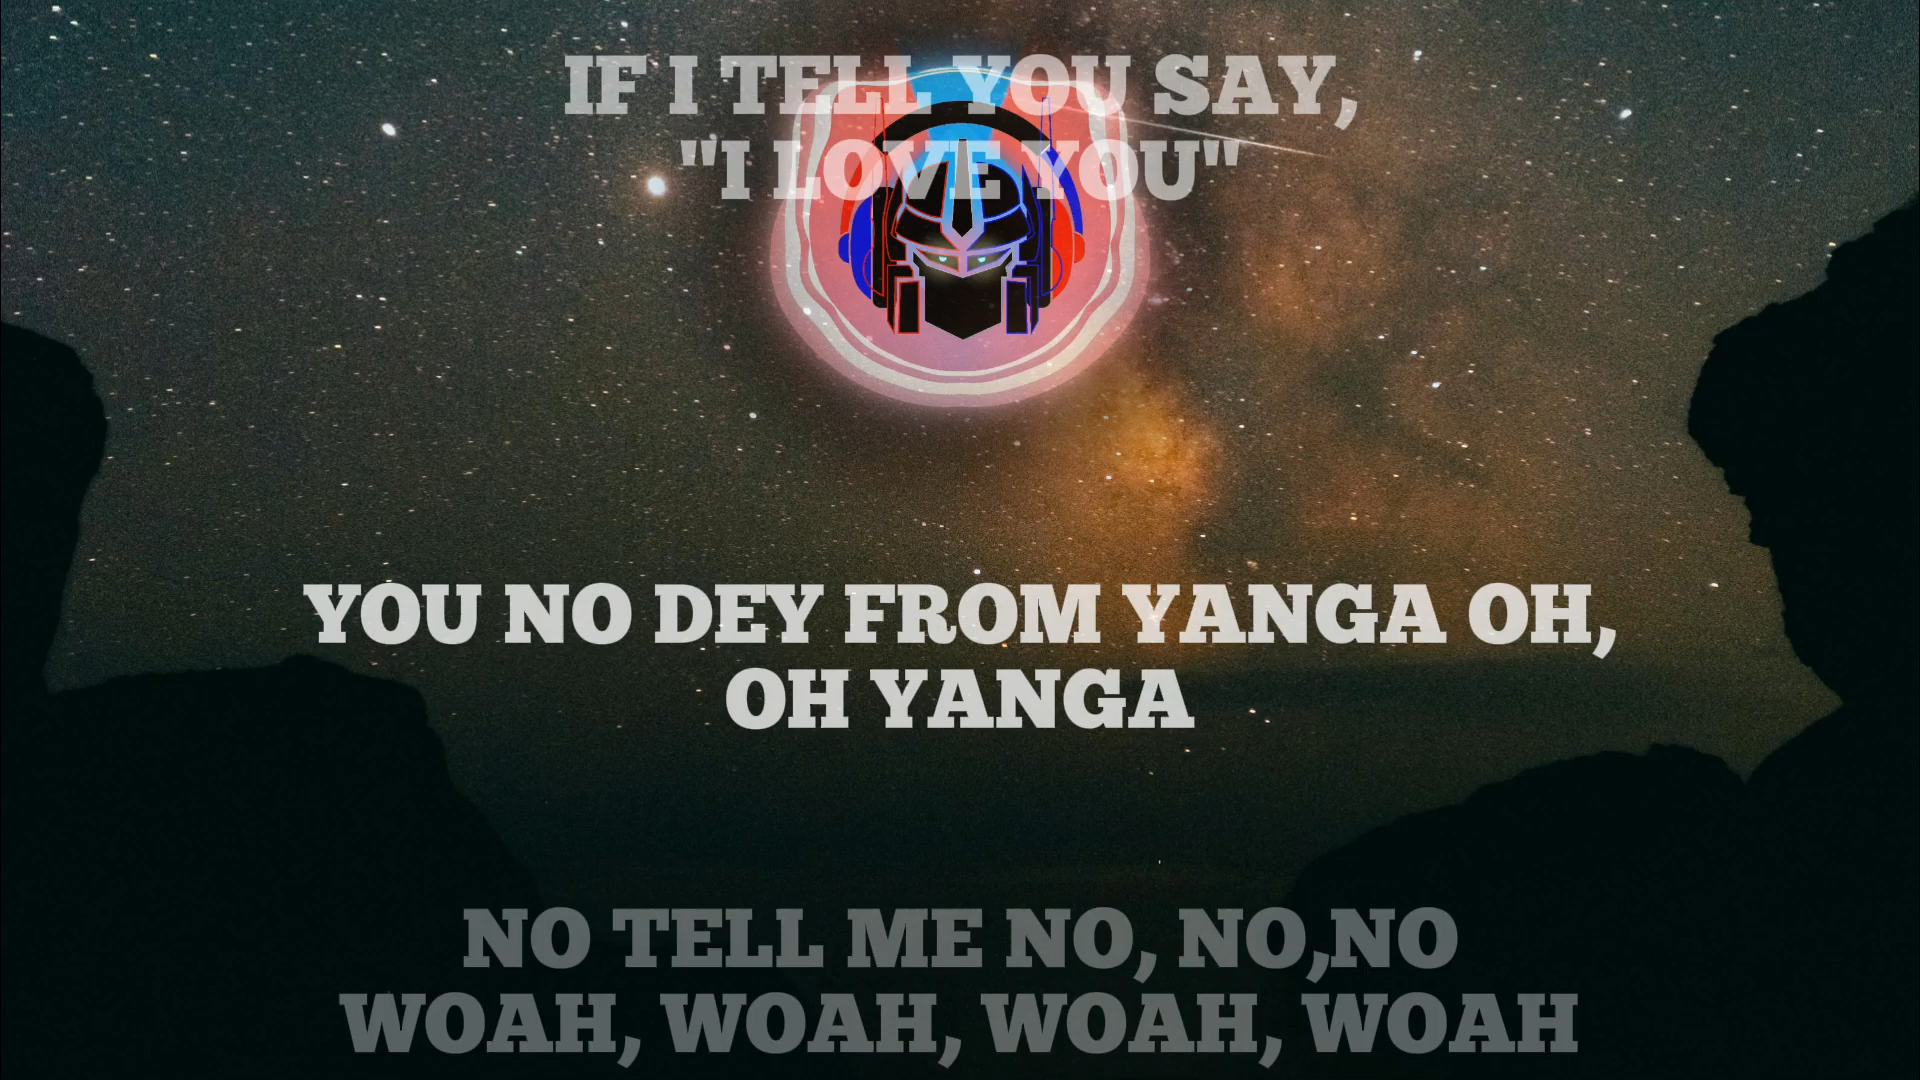 IF I TELL YOU SAY,
"I LOVE YOU"
YOU NO DEY FROM YANGA OH,
OH YANGA
NO TELL ME NO, NO,NO
WOAH, WOAH, WOAH, WOAH